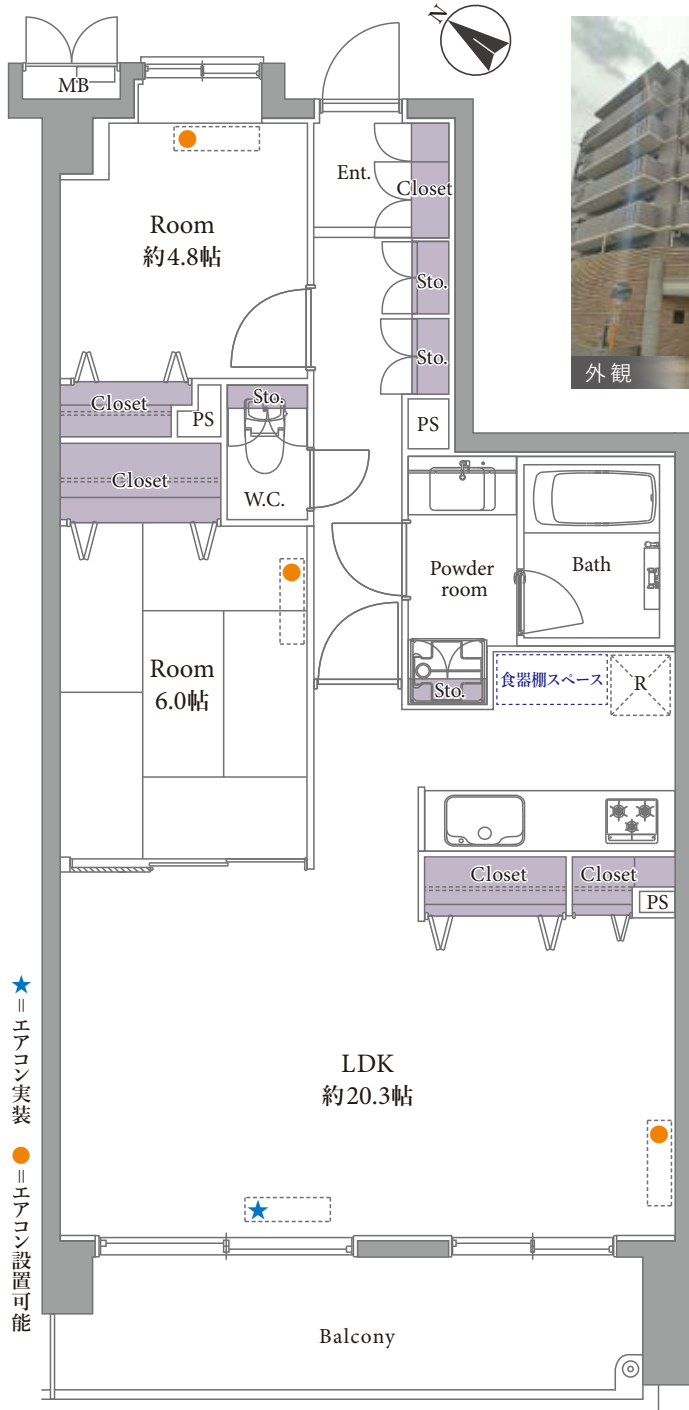 N
MB
Ent.
Closet
Room
約4.8帖
Sto.
Sto.
外観
Closet
PS
Sto.
PS
Closet
W.C.
Powder
room
Bath
Room
6.0帖
Sto.
食器棚スペース
R
Closet
Closet
PS
LDK
約20.3帖
★=エアコン実装 ●=エアコン設置可能
Balcony